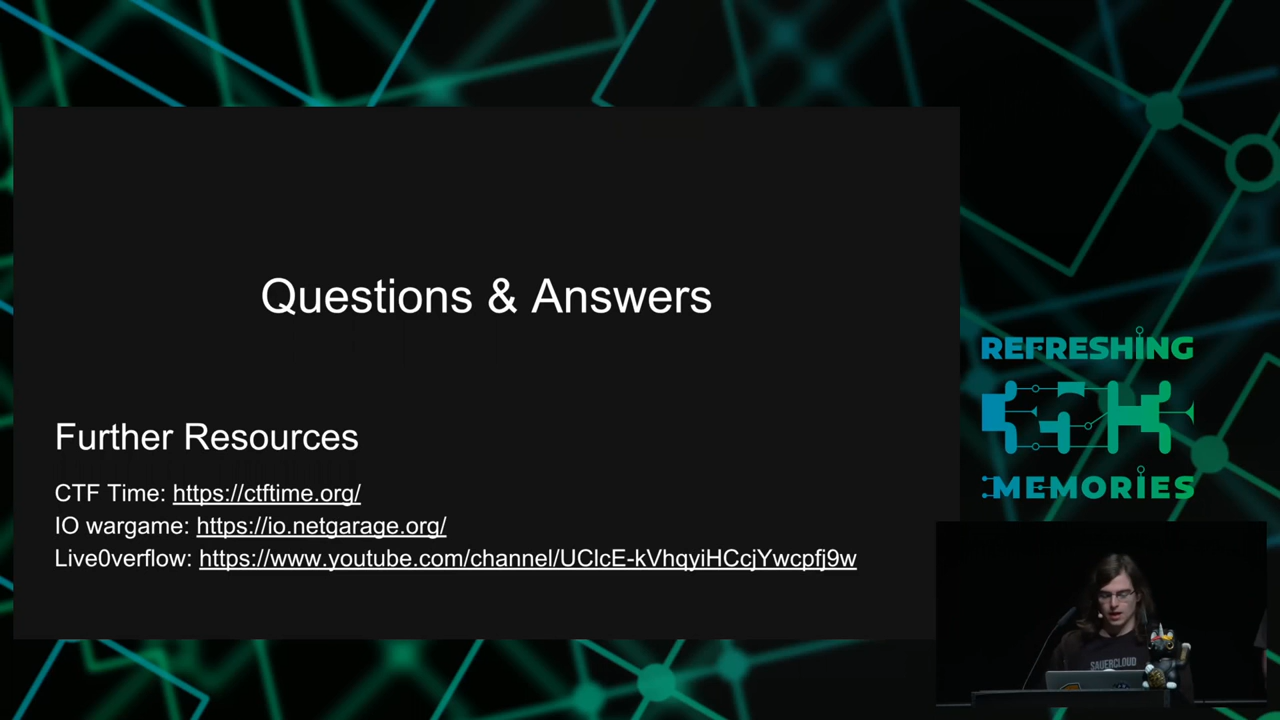 Questions & Answers
Further Resources
CTF Time: https://ctftime.org/
IO wargame: https://io.netgarage.org/
Live0verflow: https://www.youtube.com/channel/UClcE-kVhqyiHCcjYwcpfj9w
REFRESHING
MEMORIES
SAUERCLOUD